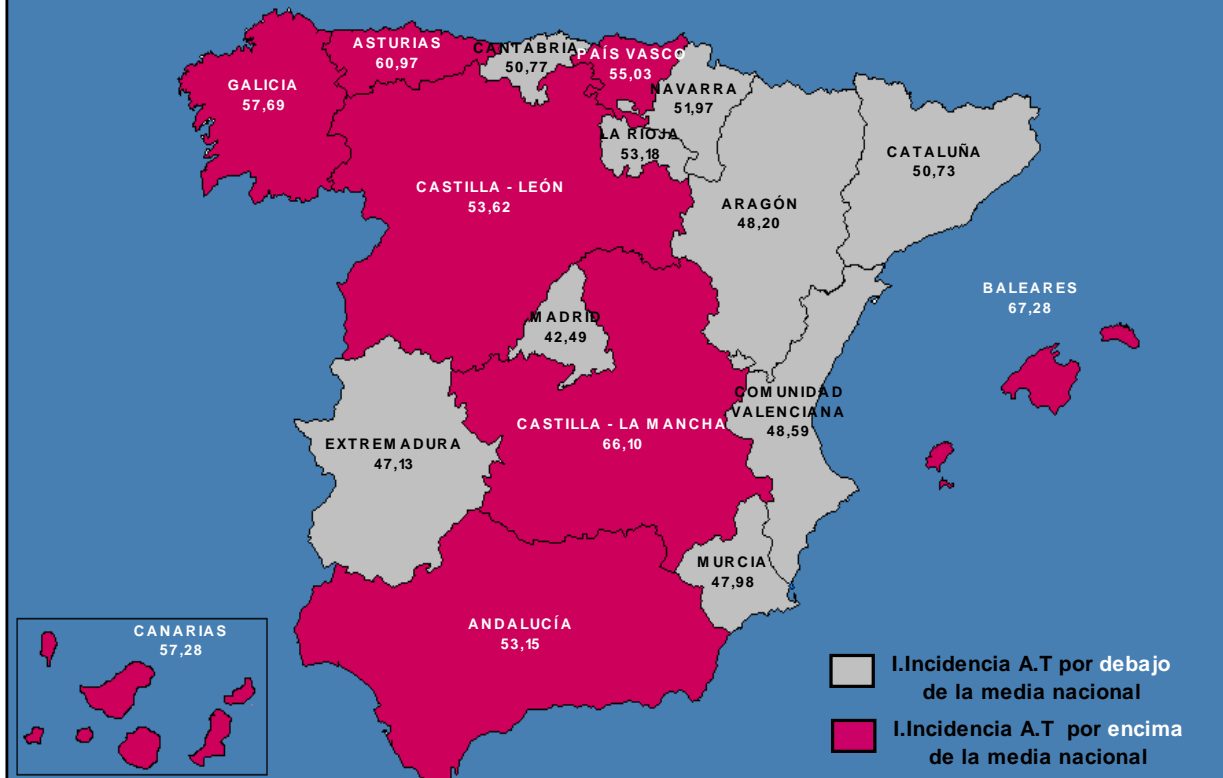 ASTURIAS
60,97
CANTABRIA
50,77
PAÍS VASCO
55,03
GALICIA
57,69
NAVARRA
51,97
LA RIOJA
53,18
CATALUÑA
50,73
CASTILLA - LEÓN
53,62
ARAGÓN
48,20
BALEARES
67,28
MADRID
42,49
COMUNIDAD
VALENCIANA
48,59
CASTILLA - LA MANCHA
66,10
EXTREMADURA
47,13
MURCIA
47,98
ANDALUCÍA
53,15
CANARIAS
57,28
I.Incidencia A.T por debajo
de la media nacional
I.Incidencia A.T por encima
de la media nacional